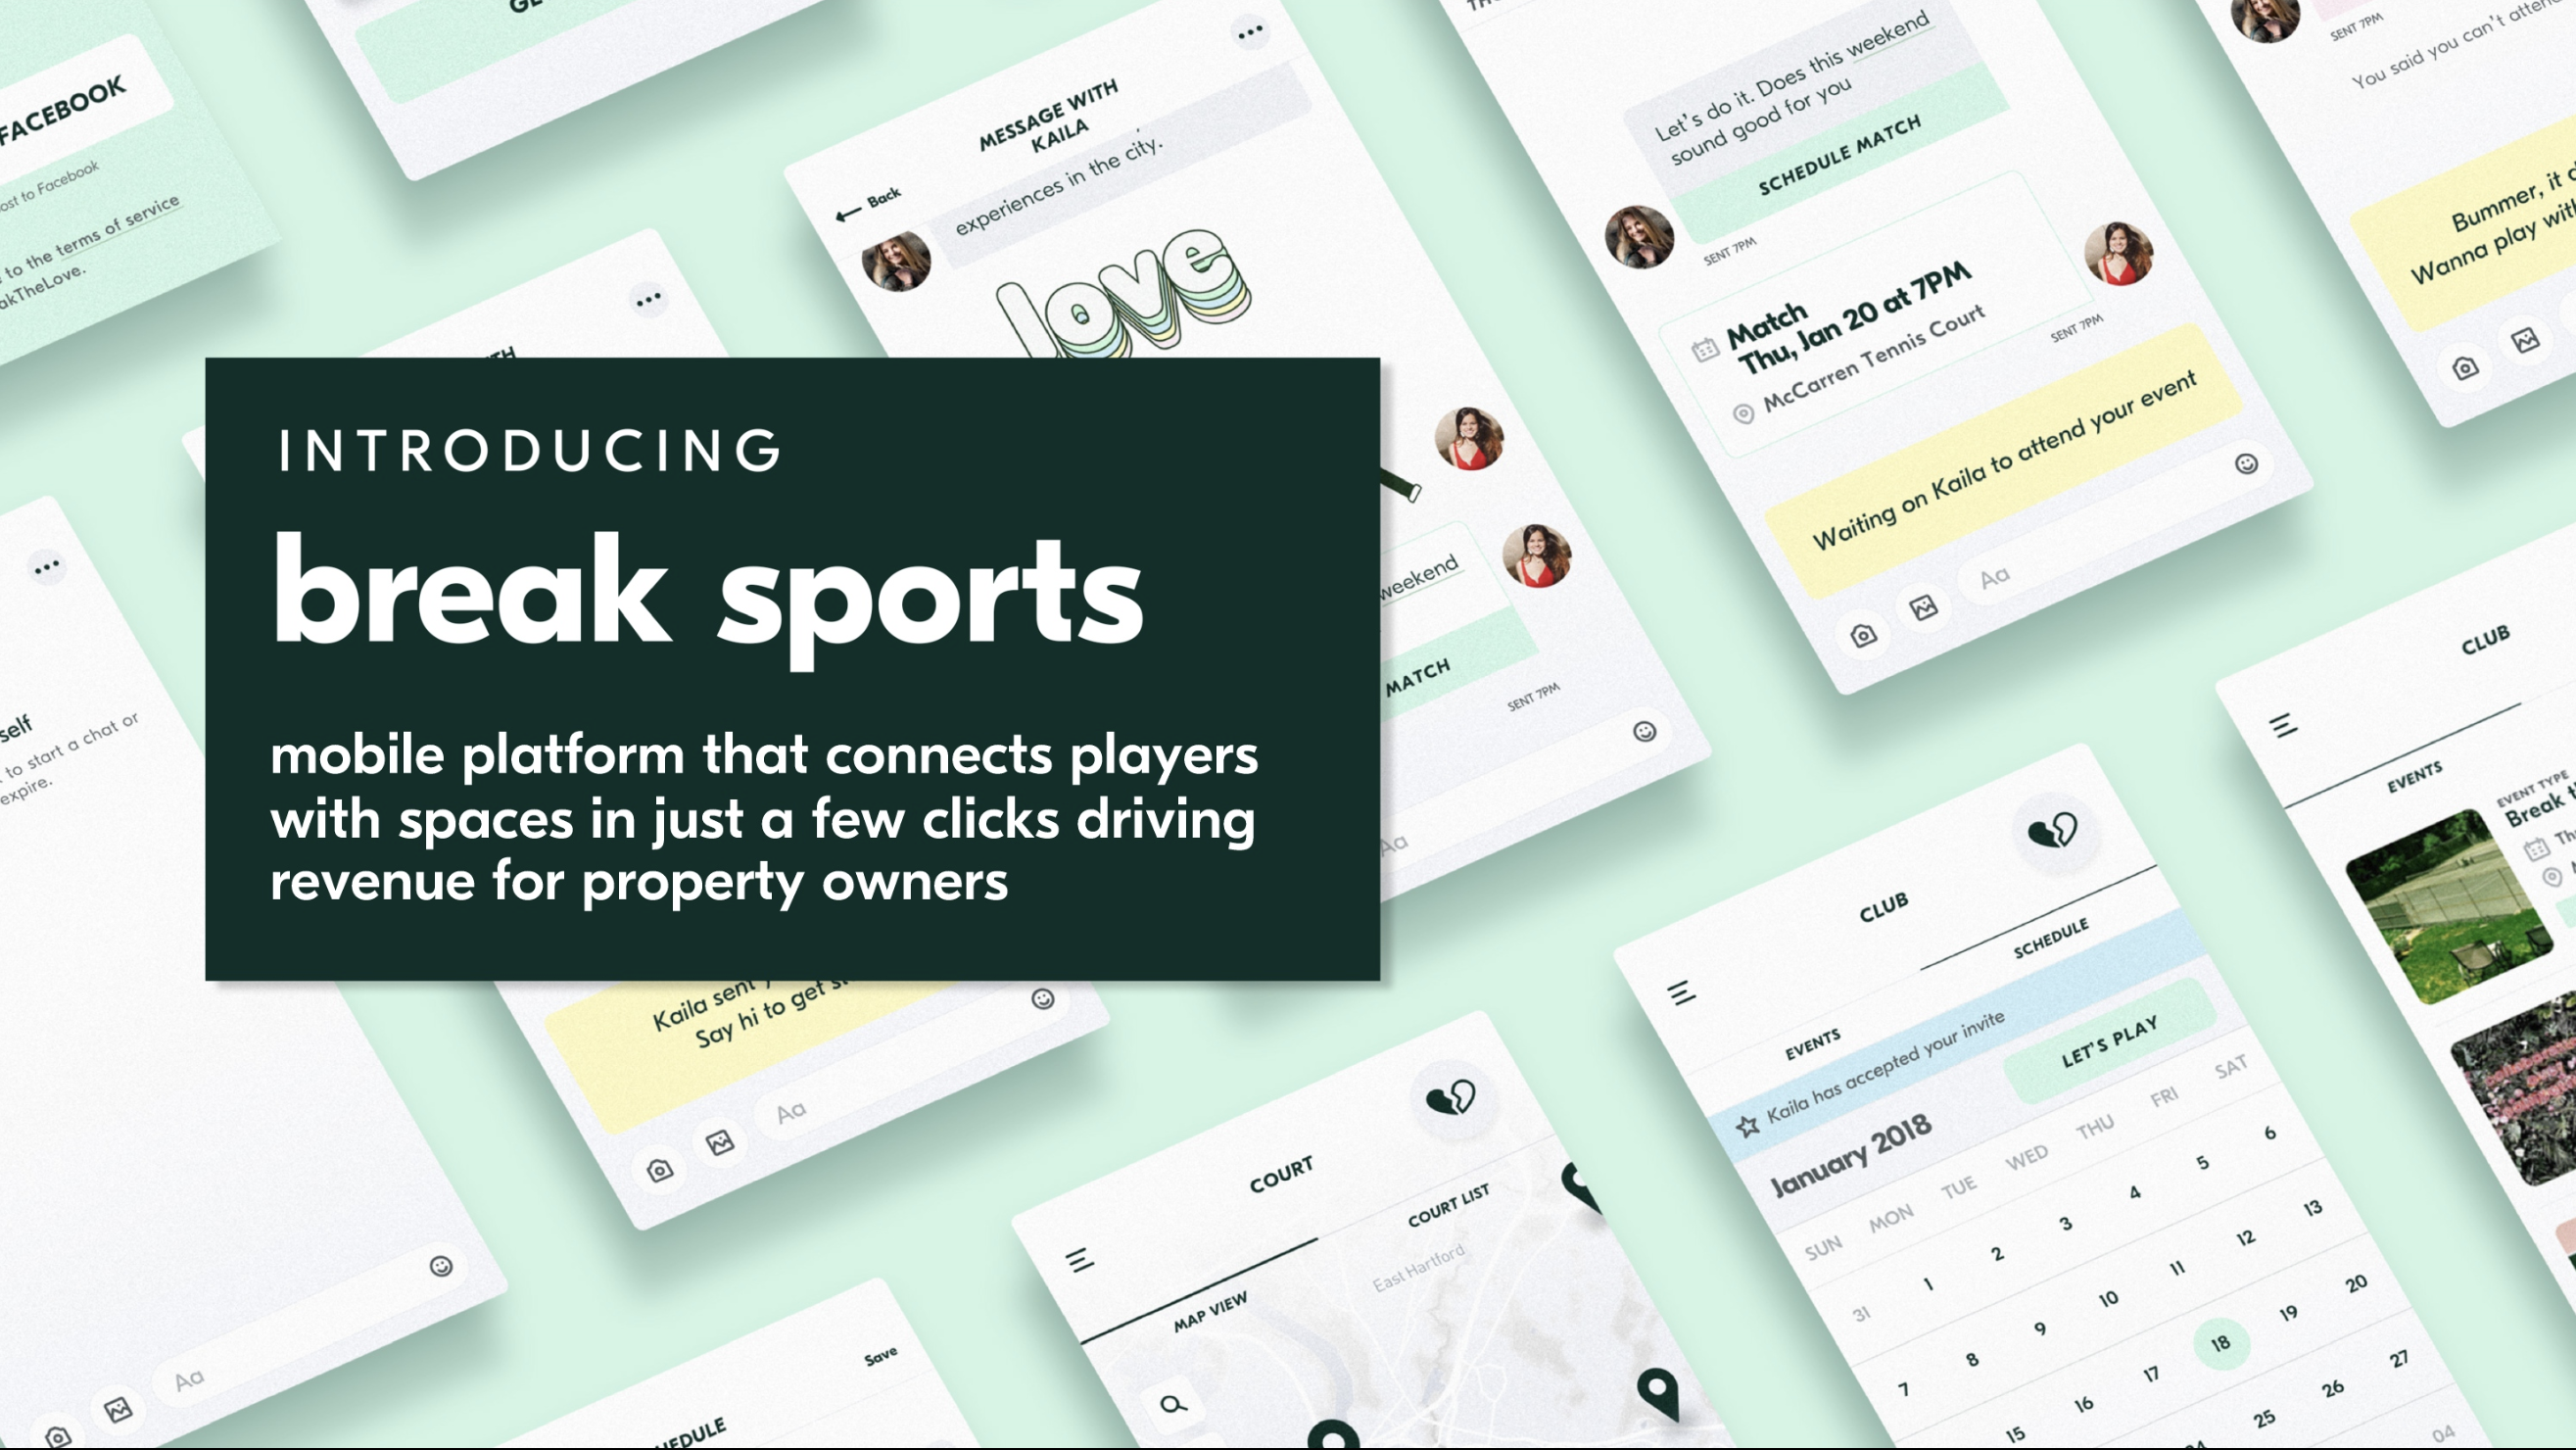 FACEBOOK
ost to Facebook
to the terms of service
akTheLove.
MESSAGE WITH
KAILA
Back
experiences in the city.
love
Let's do it. Does this weekend
sound good for you
SCHEDULE MATCH
SENT 7PM
Match
Thu, Jan 20 at 7PM
McCarren Tennis Court
SENT 7PM
Waiting on Kaila to attend your event
Aa
SENT 7PM
You said you can't atten
Bummer, it
Wanna play wit
INTRODUCING
break sports
mobile platform that connects players
with spaces in just a few clicks driving
revenue for property owners
weekend
MATCH
SENT 7PM
Aa
self
to start a chat or
expire.
Aa
Kaila sent
Say hi to get
Aa
Save
EDULE
COURT
MAP VIEW
COURT LIST
East Hartford
CLUB
EVENTS
SCHEDULE
Kaila has accepted your invite
LET'S PLAY
January 2018
SUN MON TUE WED THU FRI SAT
31 1 2 3 4 5 6
7 8 9 10 11 12 13
15 16 17 18 19 20
24 25 26 27
04
CLUB
EVENTS
EVENT TYPE
Break
Th